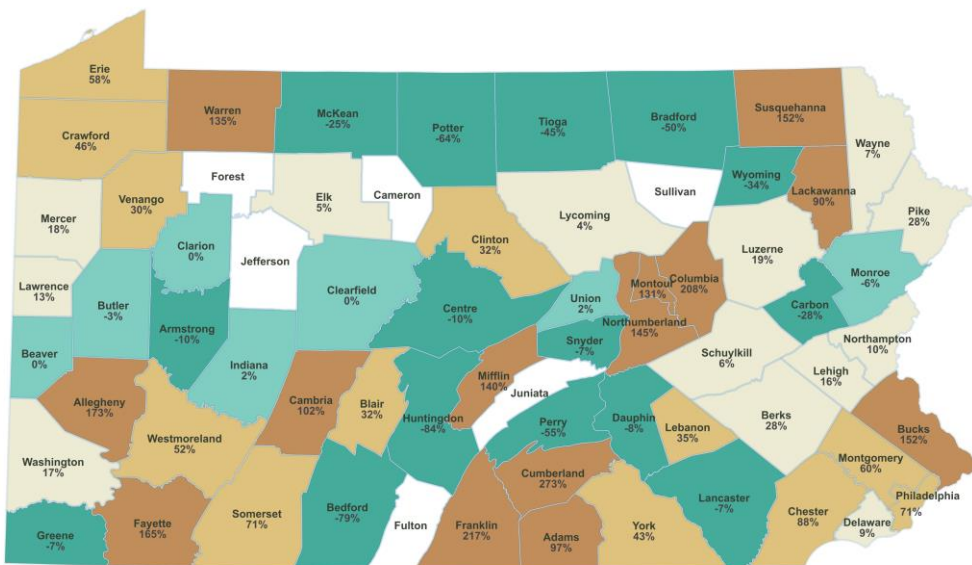 Erie
58%
Warren
135%
McKean
-25%
Potter
-64%
Tioga
-45%
Bradford
-50%
Susquehanna
152%
Wayne
7%
Crawford
46%
Forest
Elk
5%
Cameron
Sullivan
Wyoming
-34%
Lackawanna
90%
Pike
28%
Venango
30%
Mercer
18%
Clarion
0%
Jefferson
Clinton
32%
Lycoming
4%
Luzerne
19%
Monroe
-6%
Lawrence
13%
Butler
-3%
Armstrong
-10%
Clearfield
0%
Centre
-10%
Union
2%
Montour
131%
Columbia
208%
Carbon
-28%
Northampton
10%
Beaver
0%
Indiana
2%
Snyder
-7%
Northumberland
145%
Schuylkill
6%
Lehigh
16%
Allegheny
173%
Westmoreland
52%
Cambria
102%
Blair
32%
Huntingdon
-84%
Mifflin
140%
Juniata
Perry
-55%
Dauphin
-8%
Lebanon
35%
Berks
28%
Bucks
152%
Montgomery
60%
Washington
17%
Cumberland
273%
Lancaster
-7%
Philadelphia
71%
Greene
-7%
Fayette
165%
Somerset
71%
Bedford
-79%
Fulton
Franklin
217%
Adams
97%
York
43%
Chester
88%
Delaware
9%